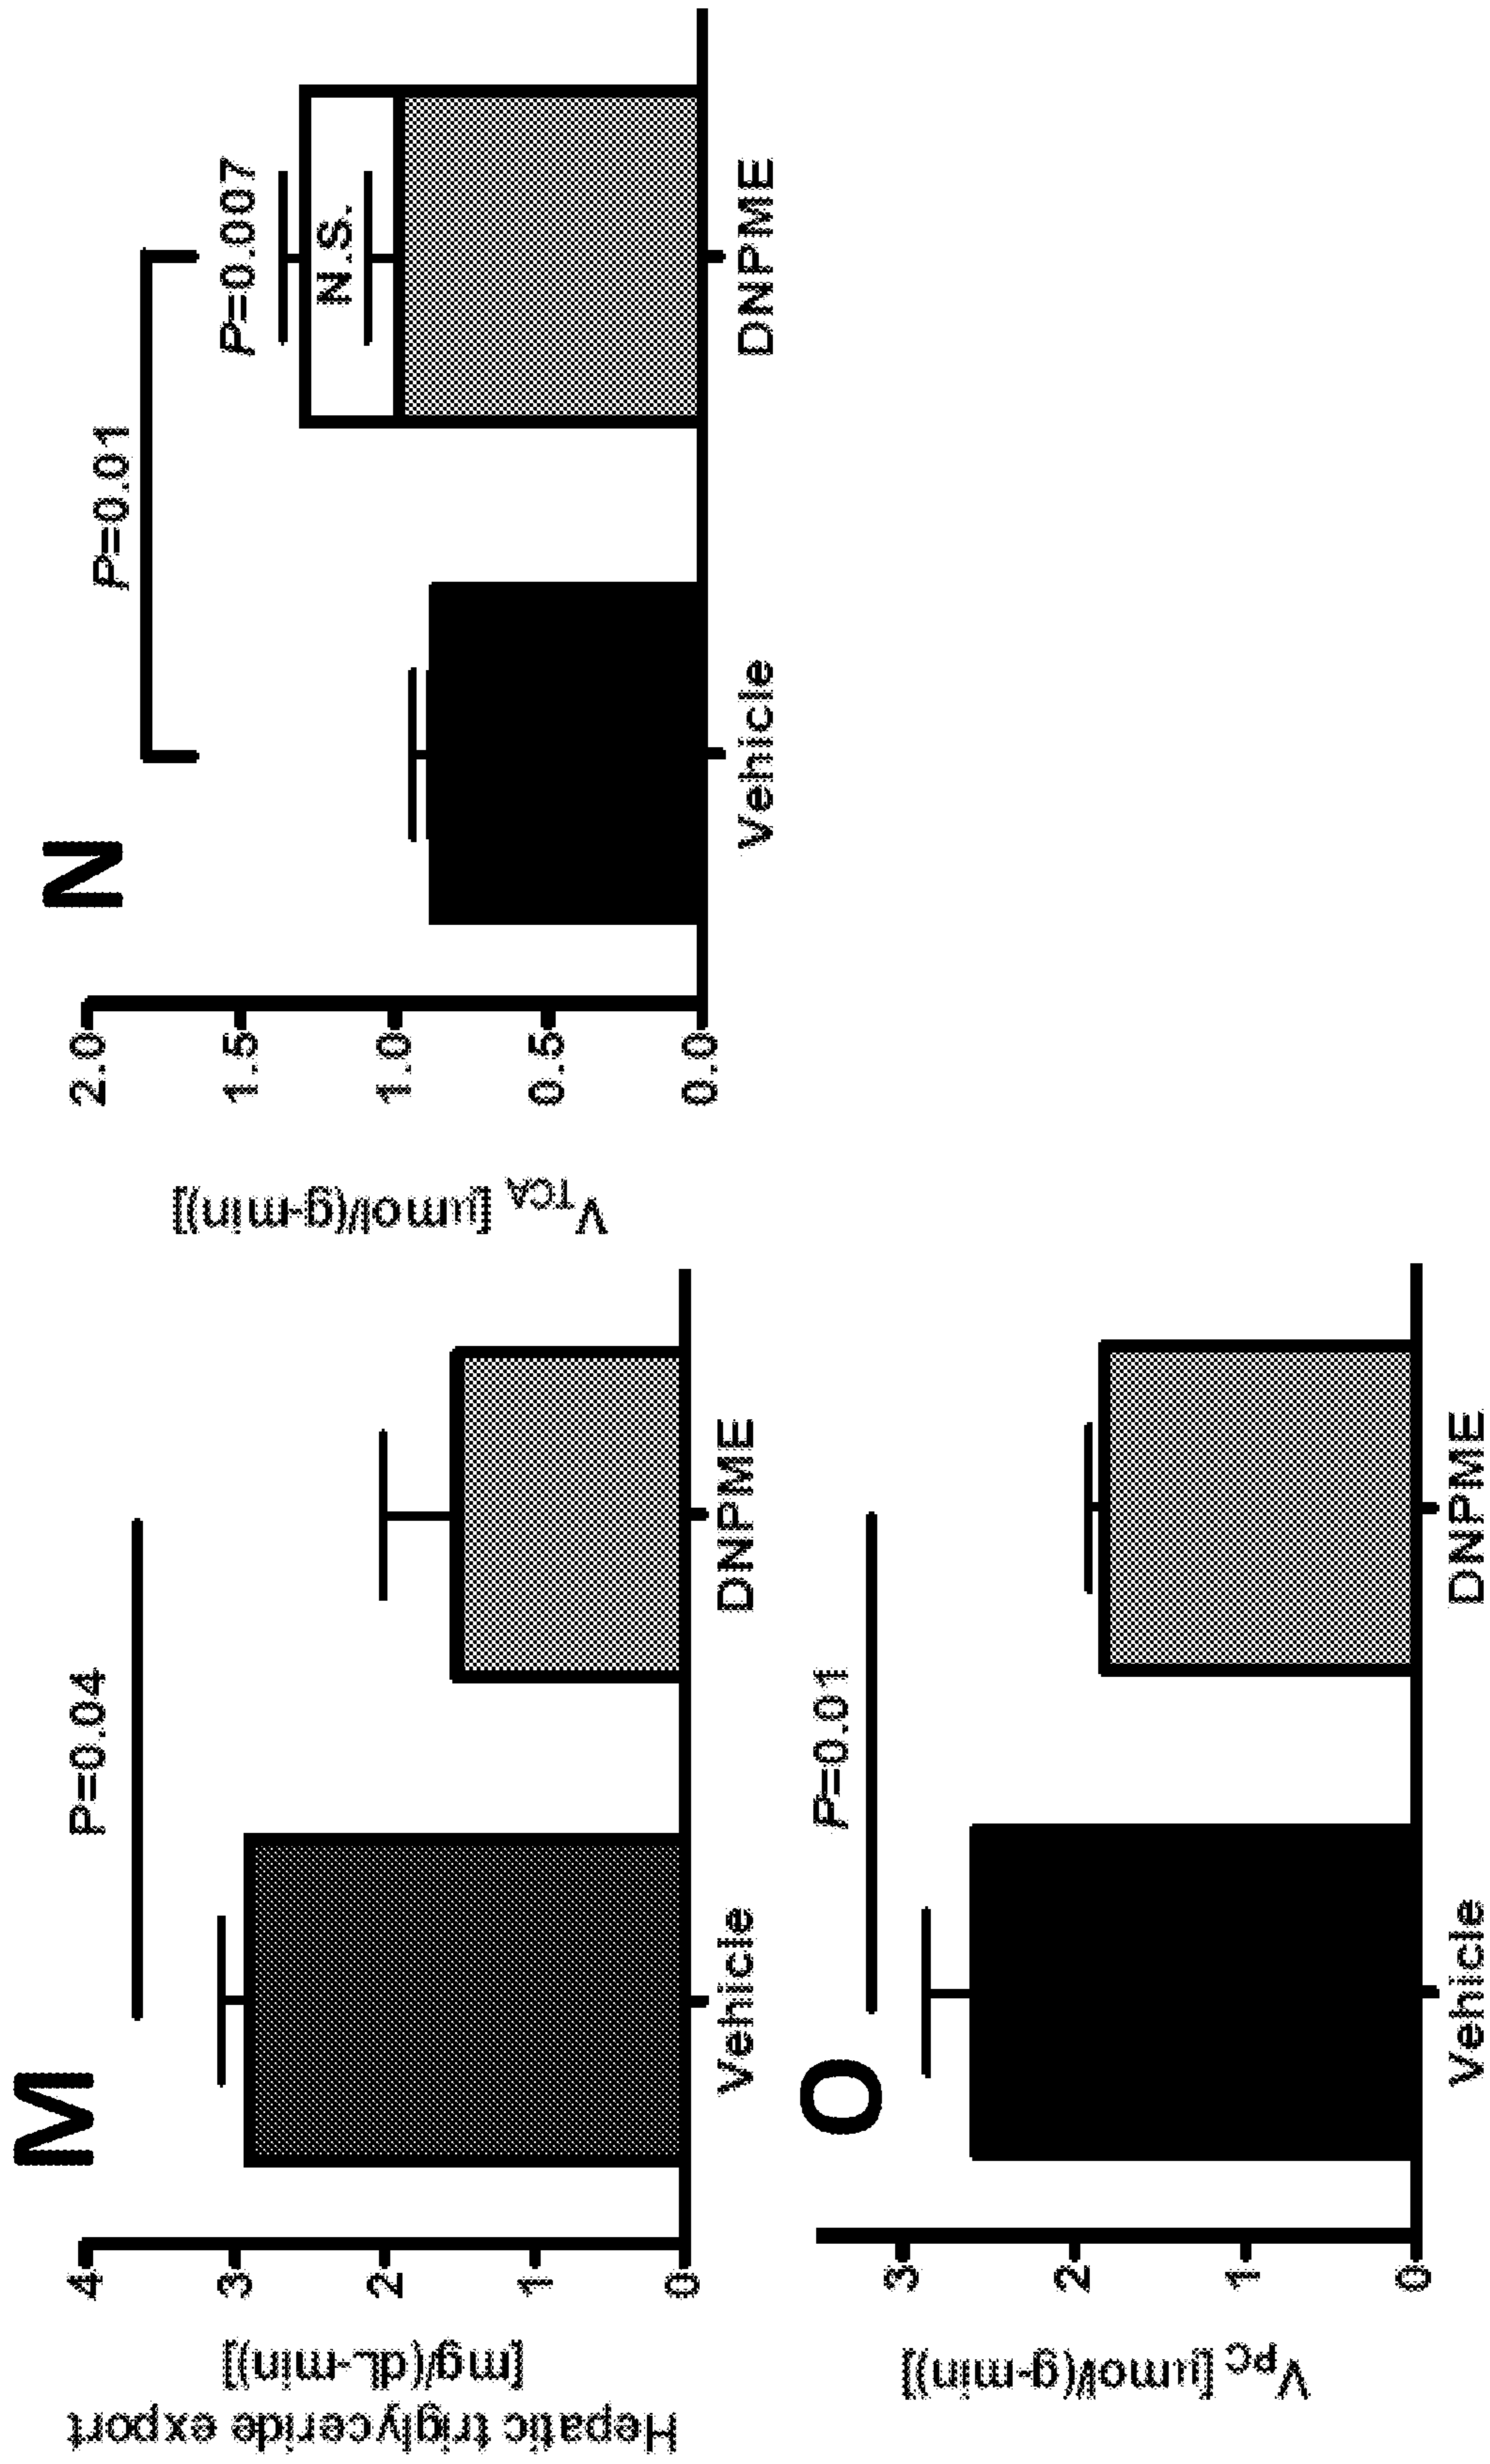 M
P=0.04
Hepatic triglyceride export
[mg/(dL-min)]
4
3
2
1
0
Vehicle
DNPME
N
P=0.01
P=0.007
N.S.
V_TCA [μmol/(g-min)]
2.0
1.5
1.0
0.5
0.0
Vehicle
DNPME
O
P=0.01
V_PC [μmol/(g-min)]
3
2
1
0
Vehicle
DNPME